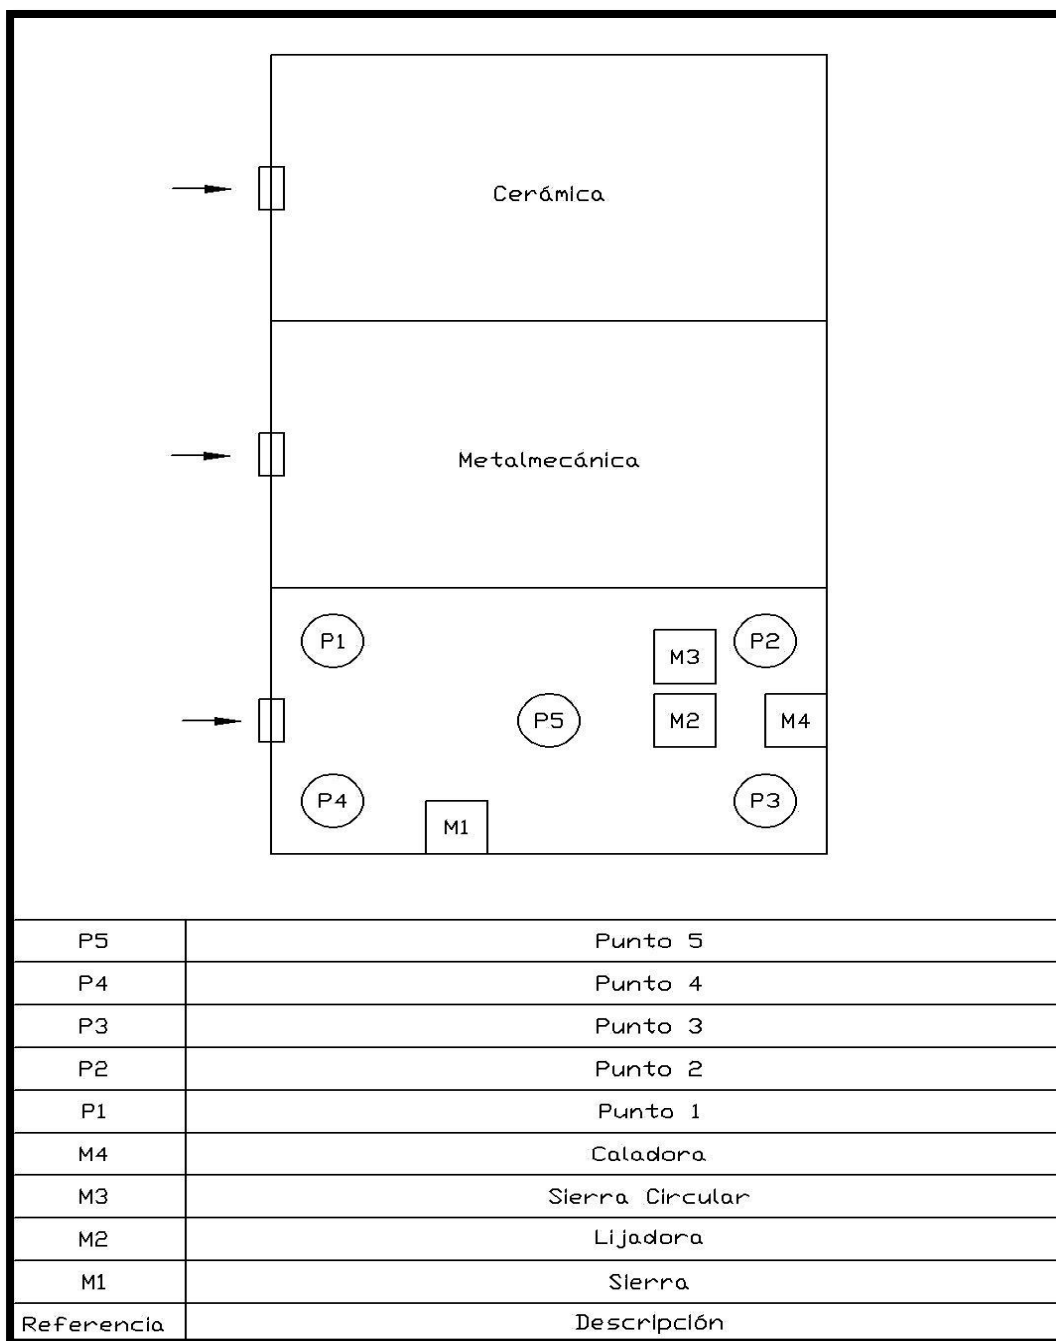 Cerámica
Metalmecánica
P1
P2
M3
P5
M2
M4
P4
P3
M1
P5 Punto 5
P4 Punto 4
P3 Punto 3
P2 Punto 2
P1 Punto 1
M4 Caladora
M3 Sierra Circular
M2 Lijadora
M1 Sierra
Referencia Descripción